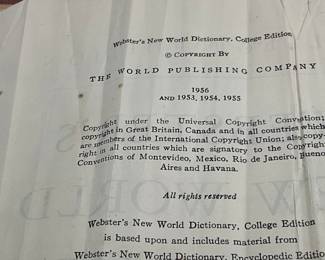 Webster's New World Dictionary, College Edition
© COPYRIGHT BY
THE WORLD PUBLISHING COMPANY
1956
AND 1953, 1954, 1955
Copyright under the Universal Copyright Convention;
copyright in Great Britain, Canada and in all countries which
are members of the International Copyright Union; also copy-
right in all countries which are signatory to the Copyright
Conventions of Montevideo, Mexico, Rio de Janeiro, Buenos
Aires and Havana.
All rights reserved
Webster's New World Dictionary, College Edition
is based upon and includes material from
Webster's New World Dictionary, Encyclopedic Edition